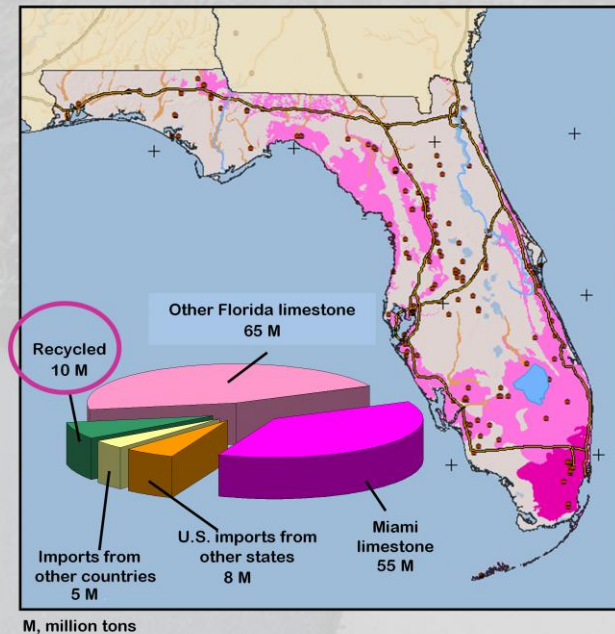 Other Florida limestone
65 M
Recycled
10 M
Imports from
other countries
5 M
U.S. imports from
other states
8 M
Miami
limestone
55 M
M, million tons